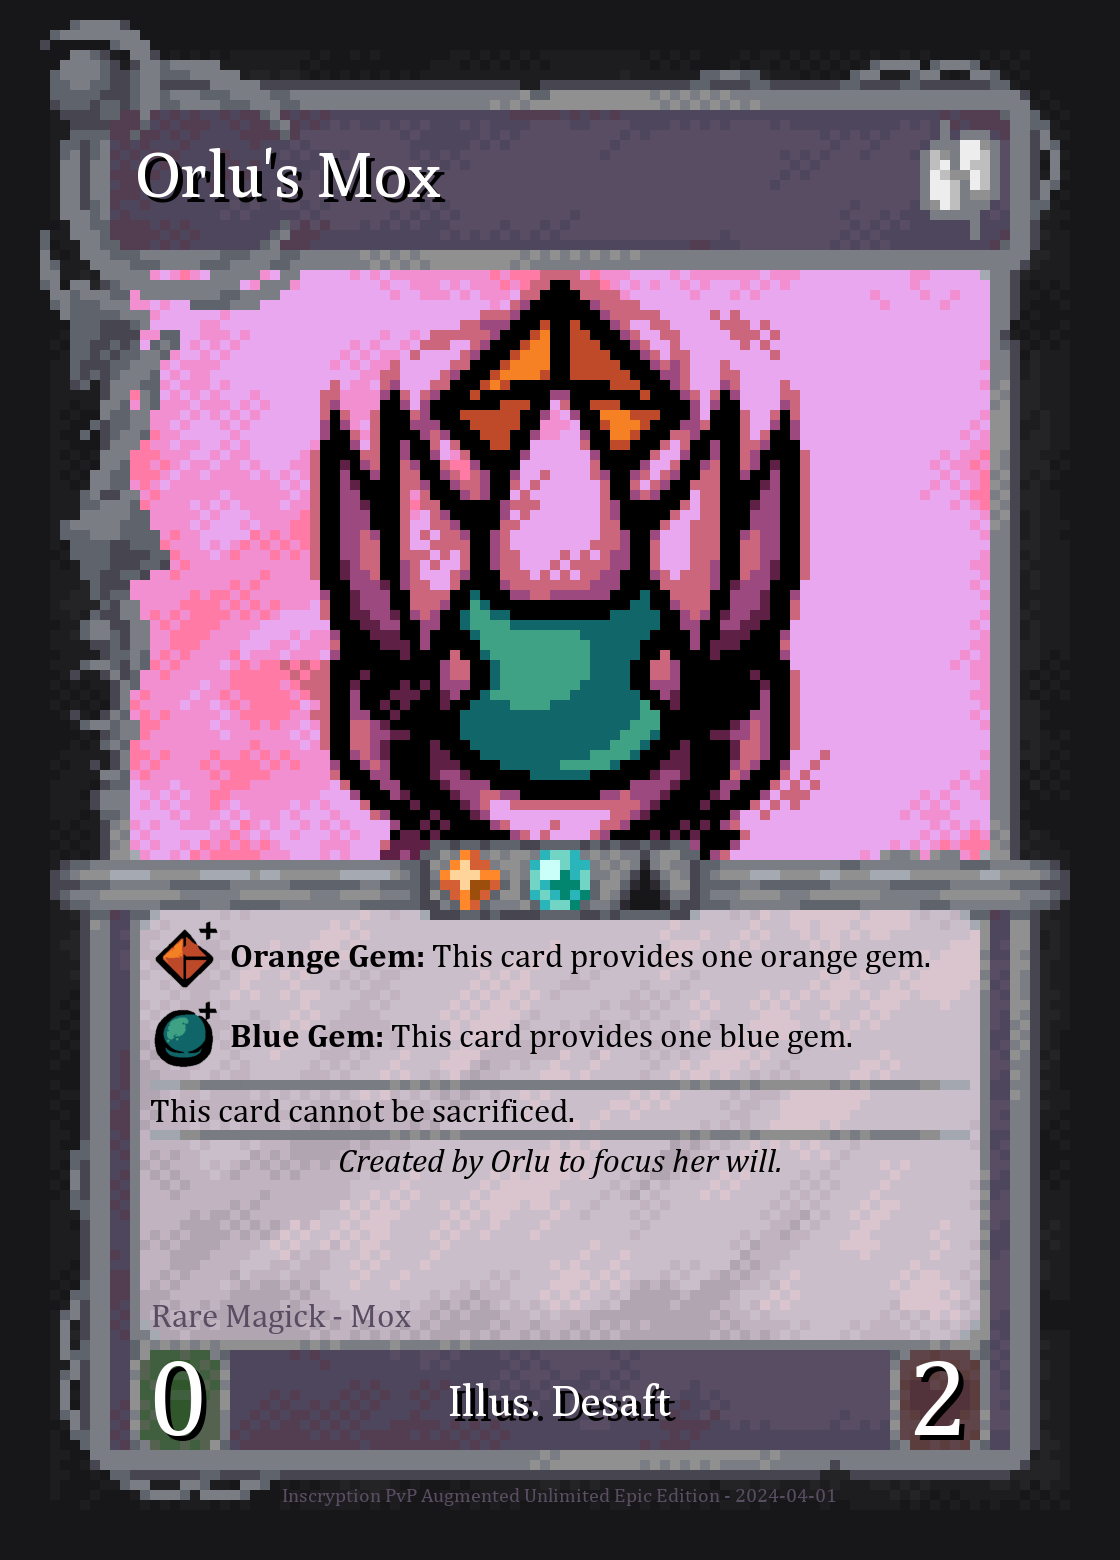 Orlu's Mox
Orange Gem: This card provides one orange gem.
Blue Gem: This card provides one blue gem.
This card cannot be sacrificed.
Created by Orlu to focus her will.
Rare Magick - Mox
0
Illus. Desaft
2
Inscryption PvP Augmented Unlimited Epic Edition - 2024-04-01